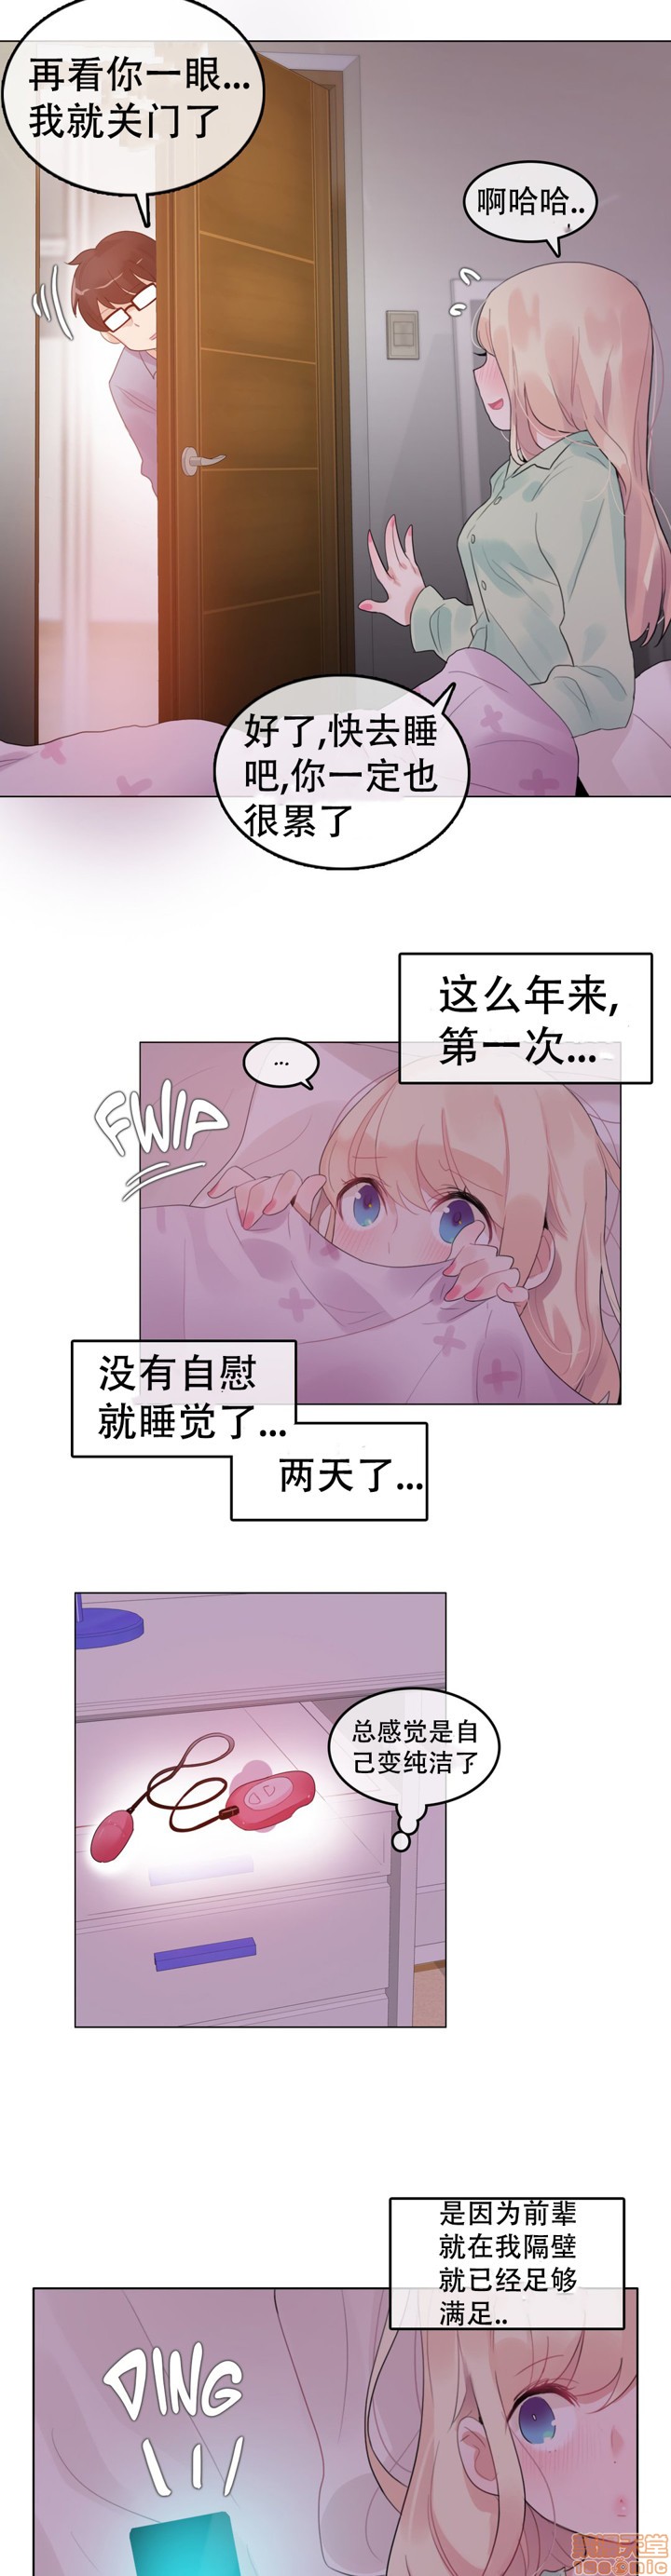 再看你一眼...
我就关门了
啊哈哈..
好了,快去睡
吧,你一定也
很累了
这么年来,
第一次...
...
FWIP
没有自慰
就睡觉了...
两天了...
总感觉是自
己变纯洁了
是因为前辈
就在我隔壁
就已经足够
满足..
DING